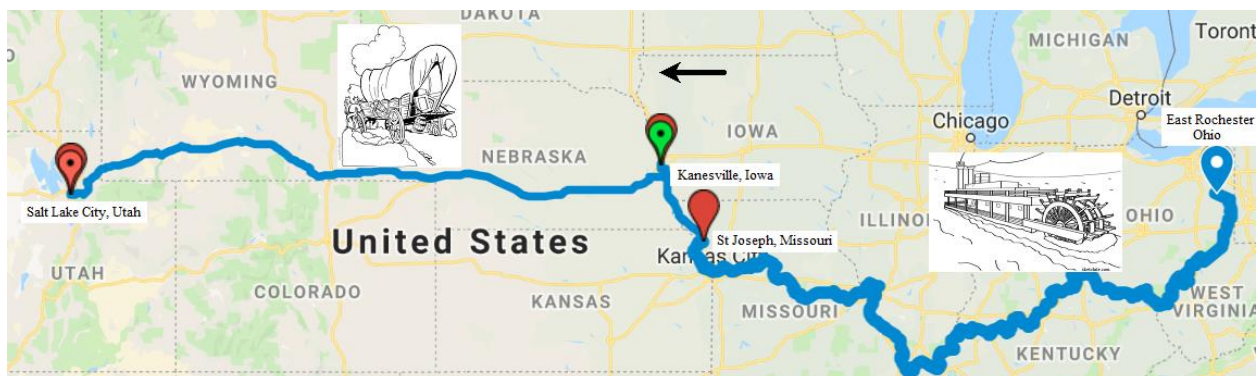 DAKOTA
MICHIGAN
Toront
WYOMING
Detroit
East Rochester
Ohio
Chicago
IOWA
NEBRASKA
Kanesville, Iowa
Salt Lake City, Utah
ILLINOI
OHIO
United States
St Joseph, Missouri
Kansas City
UTAH
COLORADO
KANSAS
MISSOURI
WEST
VIRGINIA
KENTUCKY